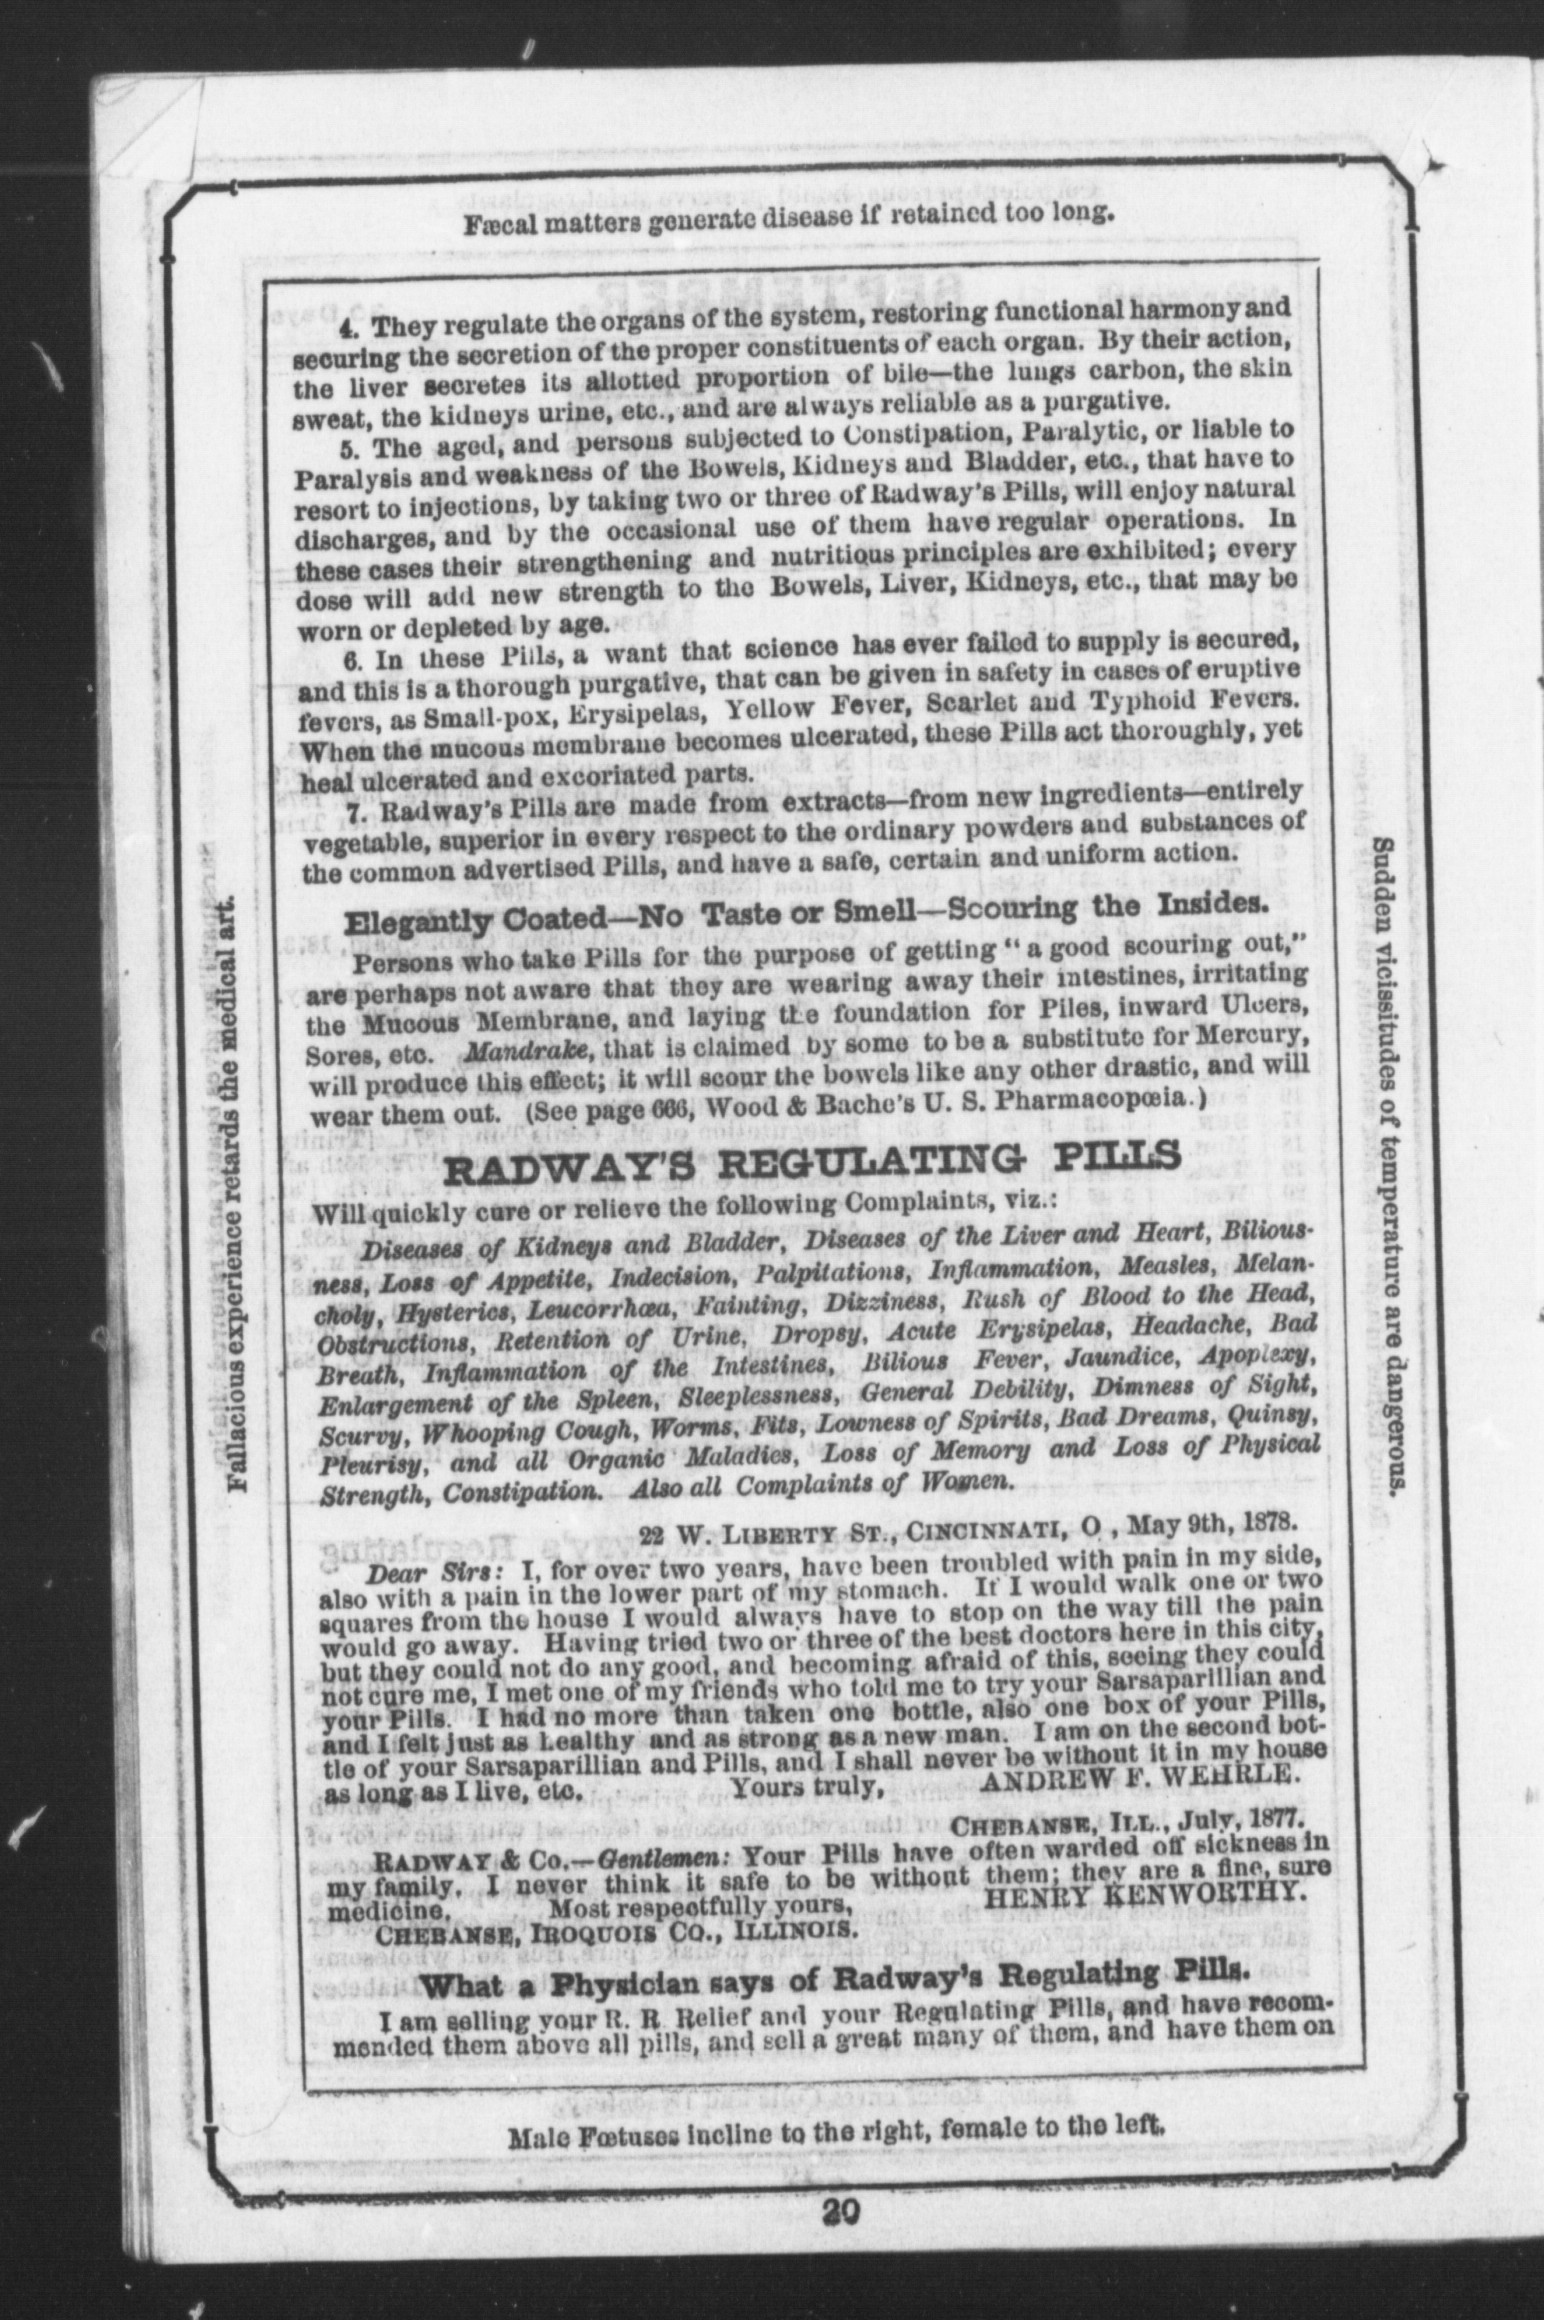 Fæcal matters generate disease if retained too long.
4. They regulate the organs of the system, restoring functional harmony and
securing the secretion of the proper constituents of each organ. By their action,
the liver secretes its allotted proportion of bile—the lungs carbon, the skin
sweat, the kidneys urine, etc., and are always reliable as a purgative.
5. The aged, and persons subjected to Constipation, Paralytic, or liable to
Paralysis and weakness of the Bowels, Kidneys and Bladder, etc., that have to
resort to injections, by taking two or three of Radway's Pills, will enjoy natural
discharges, and by the occasional use of them have regular operations. In
these cases their strengthening and nutritious principles are exhibited; every
dose will add new strength to the Bowels, Liver, Kidneys, etc., that may be
worn or depleted by age.
6. In these Pills, a want that science has ever failed to supply is secured,
and this is a thorough purgative, that can be given in safety in cases of eruptive
fevers, as Small-pox, Erysipelas, Yellow Fever, Scarlet and Typhoid Fevers.
When the mucous membrane becomes ulcerated, these Pills act thoroughly, yet
heal ulcerated and excoriated parts.
7. Radway's Pills are made from extracts—from new ingredients—entirely
vegetable, superior in every respect to the ordinary powders and substances of
the common advertised Pills, and have a safe, certain and uniform action.
Elegantly Coated—No Taste or Smell—Scouring the Insides.
Persons who take Pills for the purpose of getting "a good scouring out,"
are perhaps not aware that they are wearing away their intestines, irritating
the Mucous Membrane, and laying the foundation for Piles, inward Ulcers,
Sores, etc. Mandrake, that is claimed by some to be a substitute for Mercury,
will produce this effect; it will scour the bowels like any other drastic, and will
wear them out. (See page 666, Wood & Bache's U. S. Pharmacopœia.)
RADWAY'S REGULATING PILLS
Will quickly cure or relieve the following Complaints, viz.:
Diseases of Kidneys and Bladder, Diseases of the Liver and Heart, Bilious-
ness, Loss of Appetite, Indecision, Palpitations, Inflammation, Measles, Melan-
choly, Hysterics, Leucorrhœa, Fainting, Dizziness, Rush of Blood to the Head,
Obstructions, Retention of Urine, Dropsy, Acute Erysipelas, Headache, Bad
Breath, Inflammation of the Intestines, Bilious Fever, Jaundice, Apoplexy,
Enlargement of the Spleen, Sleeplessness, General Debility, Dimness of Sight,
Scurvy, Whooping Cough, Worms, Fits, Lowness of Spirits, Bad Dreams, Quinsy,
Pleurisy, and all Organic Maladies, Loss of Memory and Loss of Physical
Strength, Constipation. Also all Complaints of Women.
22 W. LIBERTY ST., CINCINNATI, O , May 9th, 1878.
Dear Sirs: I, for over two years, have been troubled with pain in my side,
also with a pain in the lower part of my stomach. If I would walk one or two
squares from the house I would always have to stop on the way till the pain
would go away. Having tried two or three of the best doctors here in this city,
but they could not do any good, and becoming afraid of this, seeing they could
not cure me, I met one of my friends who told me to try your Sarsaparillian and
your Pills. I had no more than taken one bottle, also one box of your Pills,
and I felt just as healthy and as strong as a new man. I am on the second bot-
tle of your Sarsaparillian and Pills, and I shall never be without it in my house
as long as I live, etc. Yours truly, ANDREW F. WEHRLE.
CHEBANSE, ILL., July, 1877.
RADWAY & CO.—Gentlemen: Your Pills have often warded off sickness in
my family. I never think it safe to be without them; they are a fine, sure
medicine. Most respectfully yours, HENRY KENWORTHY.
CHEBANSE, IROQUOIS CO., ILLINOIS.
What a Physician says of Radway's Regulating Pills.
I am selling your R. R. Relief and your Regulating Pills, and have recom-
mended them above all pills, and sell a great many of them, and have them on
Male Fœtuses incline to the right, female to the left.
20
Fallacious experience retards the medical art.
Sudden vicissitudes of temperature are dangerous.